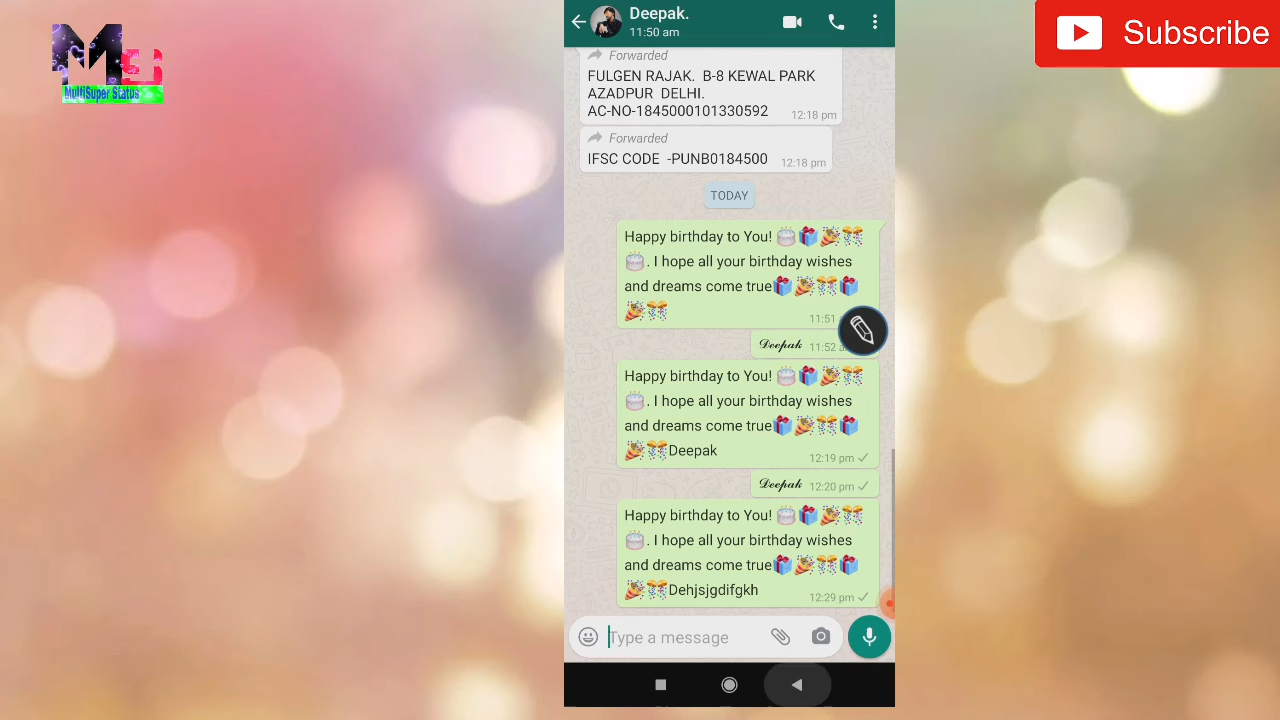 MultiSuper Status
Subscribe
Deepak.
11:50 am
Forwarded
FULGEN RAJAK. B-8 KEWAL PARK
AZADPUR DELHI.
AC-NO-1845000101330592 12:18 pm
Forwarded
IFSC CODE -PUNB0184500 12:18 pm
TODAY
Happy birthday to You! 🎂🎁🎉🎊
🎂. I hope all your birthday wishes
and dreams come true🎁🎉🎊🎁
🎉🎊 11:51
Deepak 11:52 a
Happy birthday to You! 🎂🎁🎉🎊
🎂. I hope all your birthday wishes
and dreams come true🎁🎉🎊🎁
🎉🎊Deepak 12:19 pm
Deepak 12:20 pm
Happy birthday to You! 🎂🎁🎉🎊
🎂. I hope all your birthday wishes
and dreams come true🎁🎉🎊🎁
🎉🎊Dehjsjgdifgkh 12:29 pm
Type a message